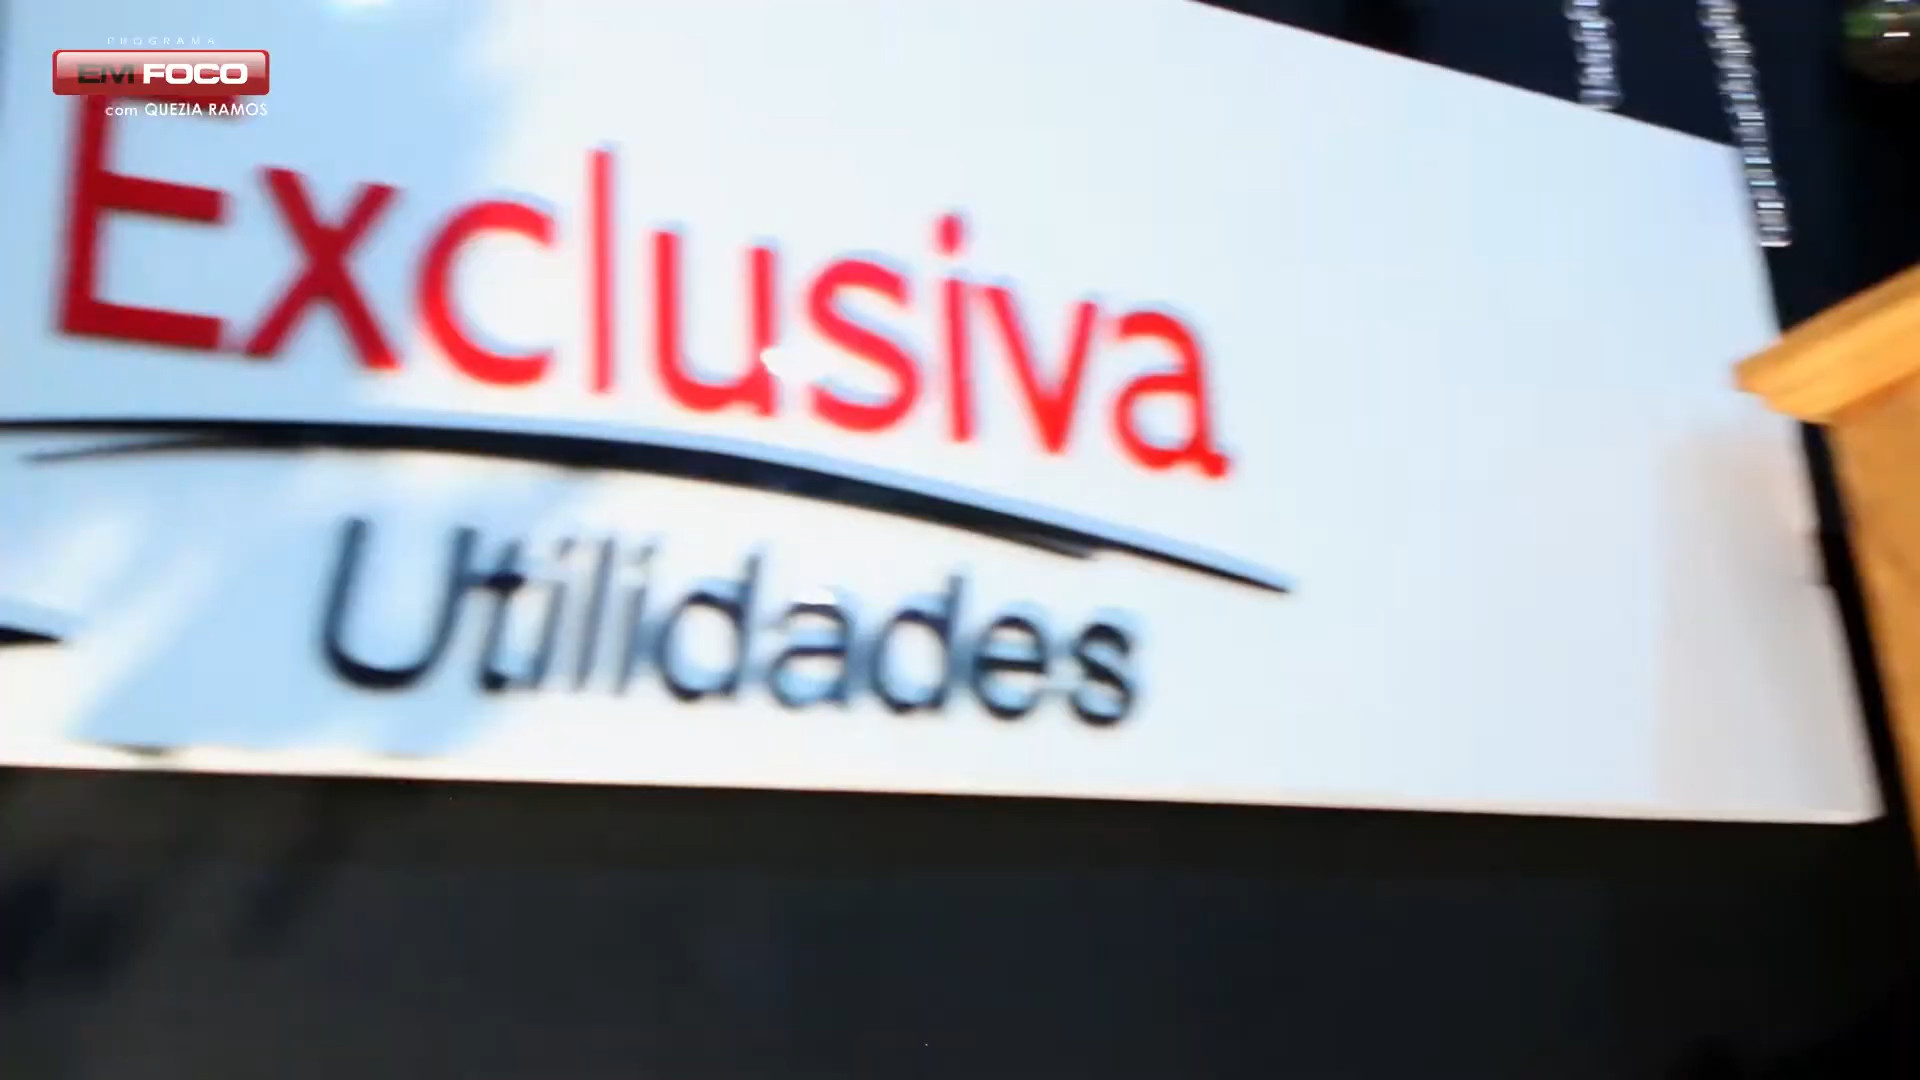 PROGRAMA
EM FOCO
com QUEZIA RAMOS
Exclusiva
Utilidades